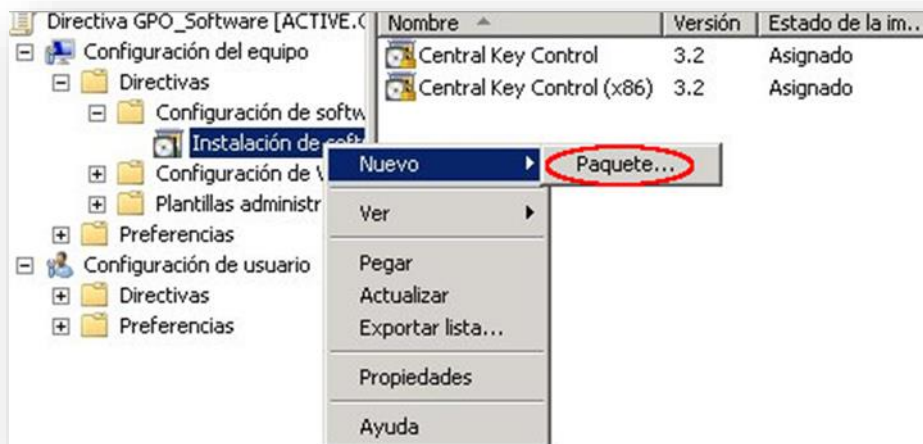 Directiva GPO_Software [ACTIVE.
Nombre Versión Estado de la im...
Configuración del equipo
Central Key Control 3.2 Asignado
Directivas
Central Key Control (x86) 3.2 Asignado
Configuración de softw
Instalación de soft
Nuevo Paquete...
Configuración de
Plantillas administr
Ver
Preferencias
Configuración de usuario
Pegar
Directivas
Actualizar
Preferencias
Exportar lista...
Propiedades
Ayuda